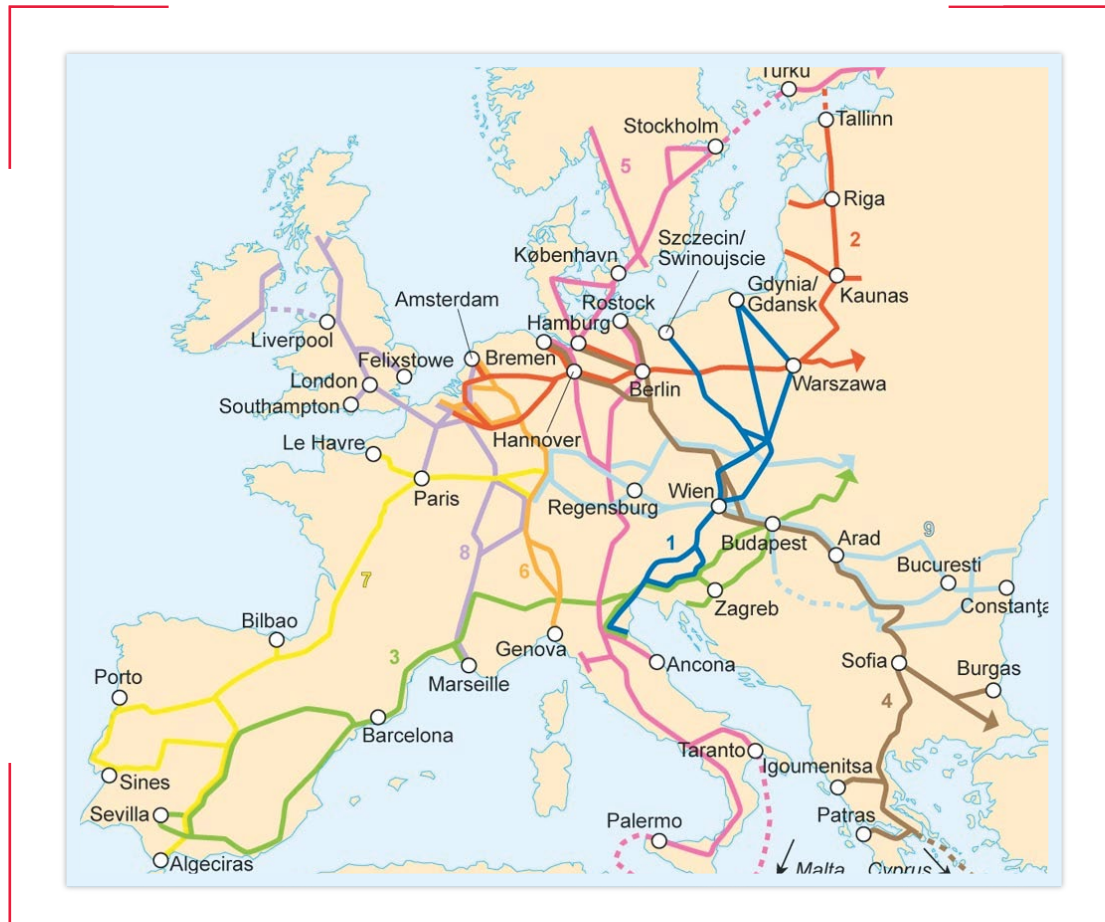 Turku
Tallinn
Stockholm
5
Riga
2
Szczecin/
Swinoujscie
København
Gdynia/
Gdansk
Kaunas
Amsterdam
Rostock
Hamburg
Liverpool
Bremen
Felixstowe
London
Berlin
Warszawa
Southampton
Hannover
Le Havre
Paris
Regensburg
Wien
9
8
1
Budapest
Arad
7
6
Bucuresti
Zagreb
Constanţa
Bilbao
3
Genova
Sofia
Burgas
Marseille
Ancona
Porto
4
Barcelona
Taranto
Igoumenitsa
Sines
Sevilla
Palermo
Patras
Algeciras
Malta
Cyprus